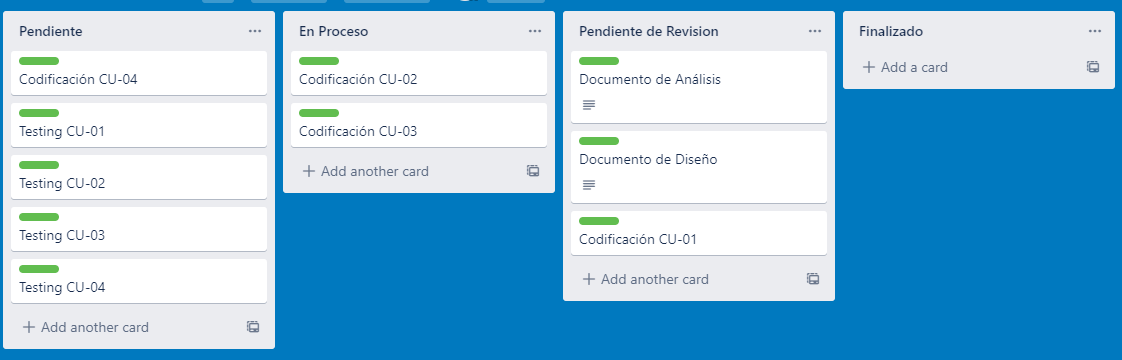 Pendiente
Codificación CU-04
Testing CU-01
Testing CU-02
Testing CU-03
Testing CU-04
Add another card
En Proceso
Codificación CU-02
Codificación CU-03
Add another card
Pendiente de Revision
Documento de Análisis
Documento de Diseño
Codificación CU-01
Add another card
Finalizado
Add a card